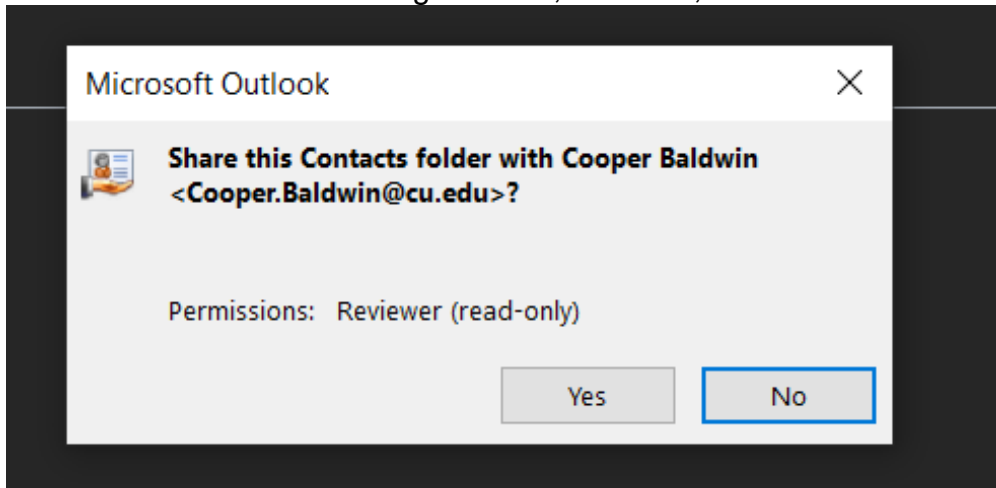 Microsoft Outlook
Share this Contacts folder with Cooper Baldwin
<Cooper.Baldwin@cu.edu>?
Permissions: Reviewer (read-only)
Yes
No